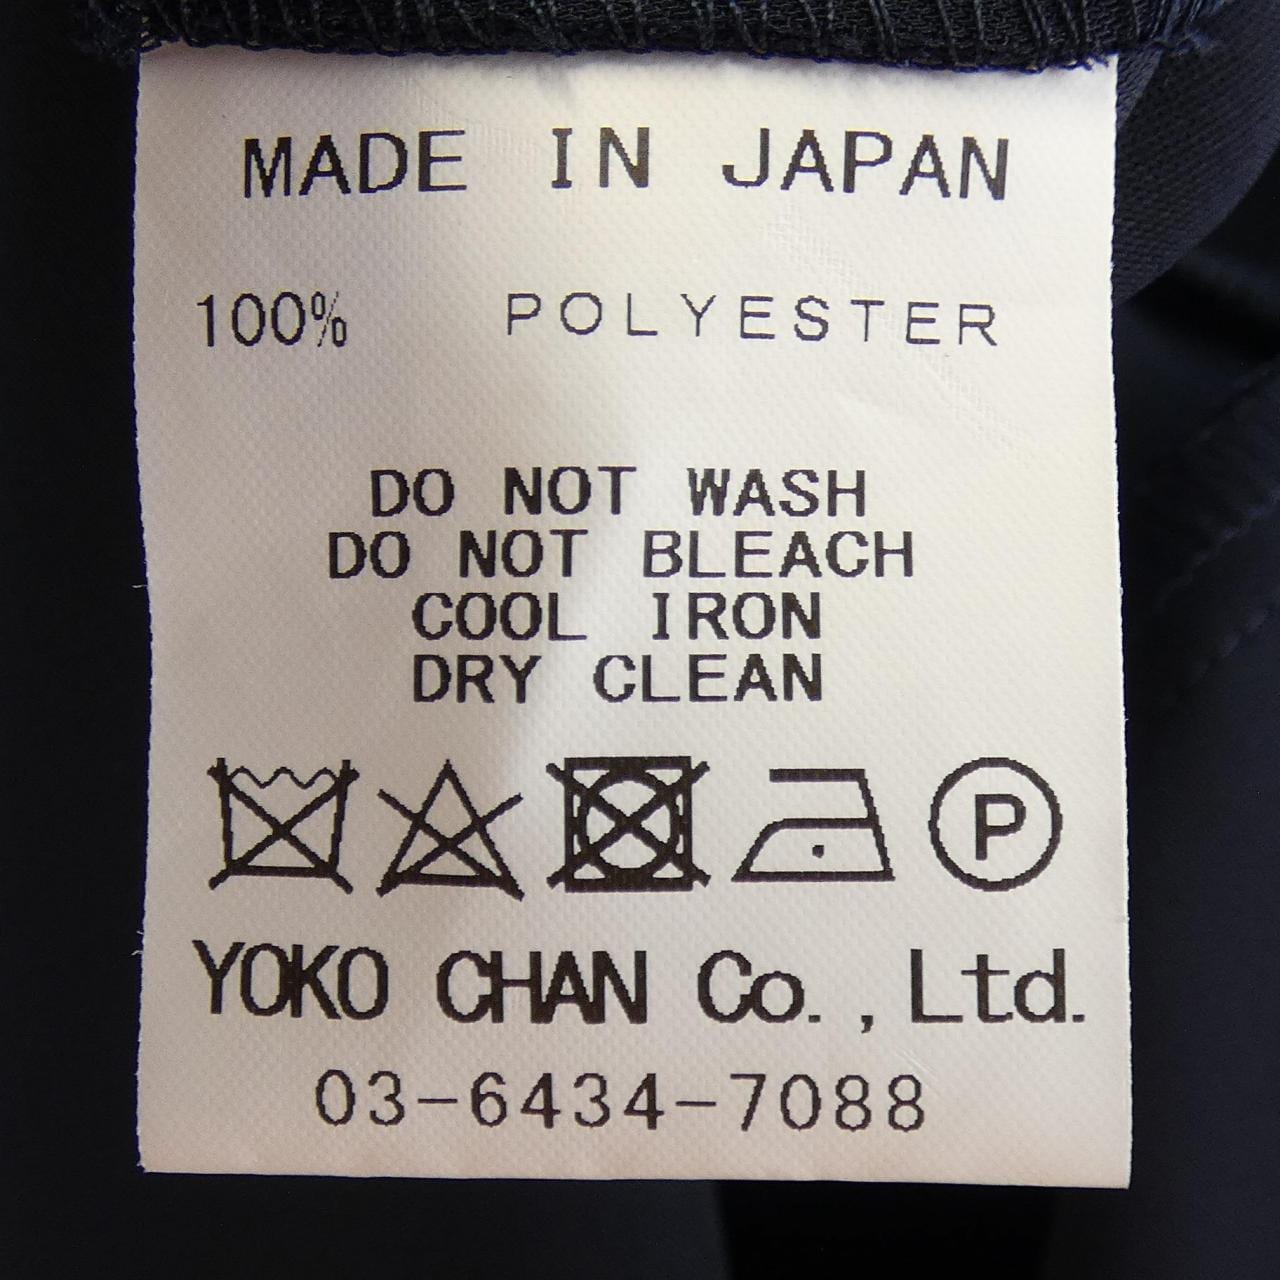 MADE IN JAPAN
100% POLYESTER
DO NOT WASH
DO NOT BLEACH
COOL IRON
DRY CLEAN
P
YOKO CHAN Co.,Ltd.
03-6434-7088